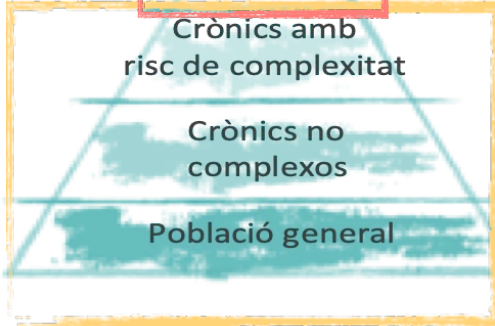 Crònics amb
risc de complexitat
Crònics no
complexos
Població general